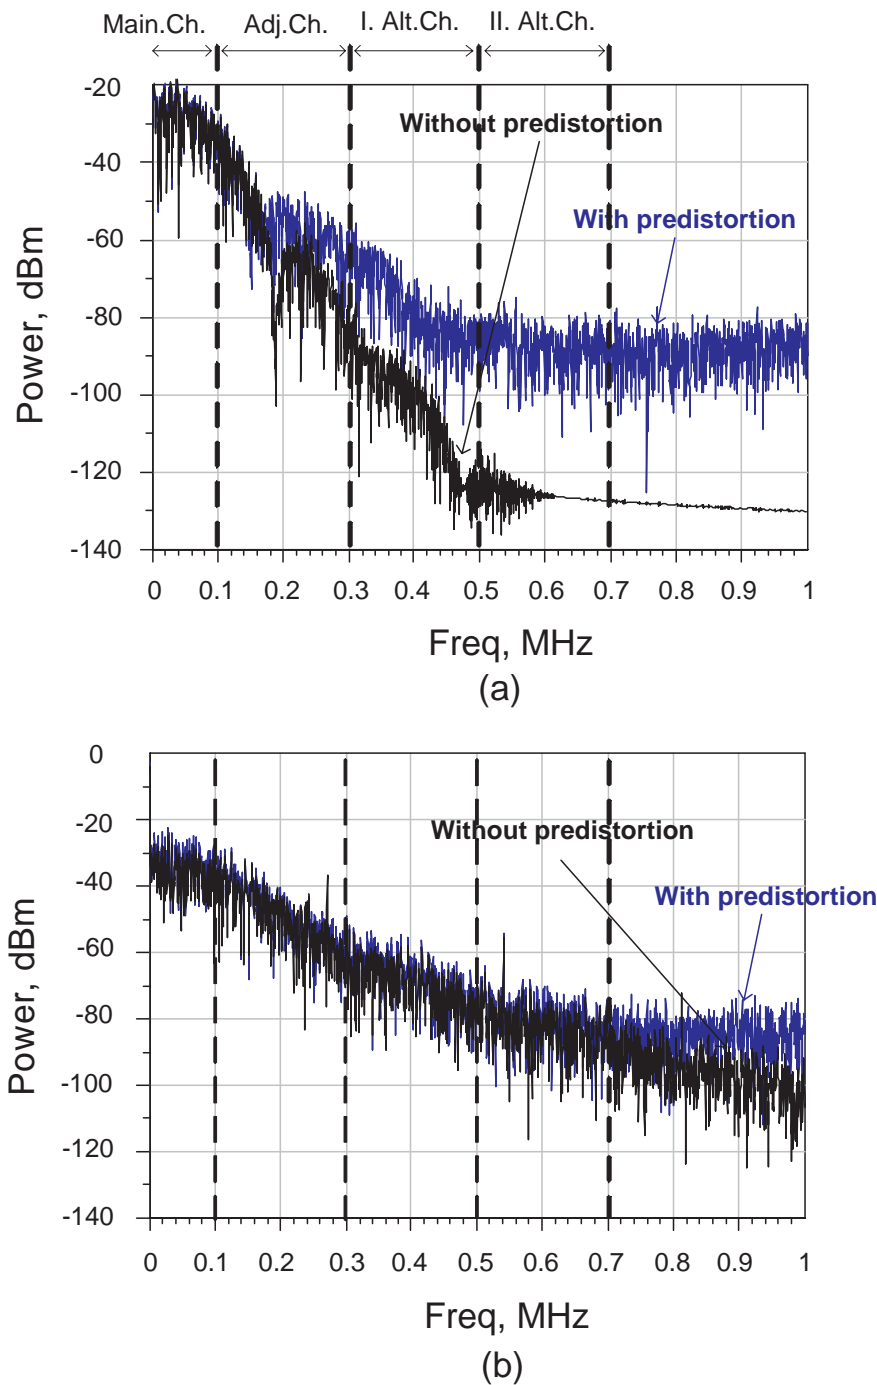 Main.Ch. Adj.Ch. I. Alt.Ch. II. Alt.Ch.
-20
Without predistortion
-40
With predistortion
-60
-80
-100
-120
-140
Power, dBm
0 0.1 0.2 0.3 0.4 0.5 0.6 0.7 0.8 0.9 1
Freq, MHz
(a)
0
-20
Without predistortion
-40
With predistortion
-60
-80
-100
-120
-140
Power, dBm
0 0.1 0.2 0.3 0.4 0.5 0.6 0.7 0.8 0.9 1
Freq, MHz
(b)